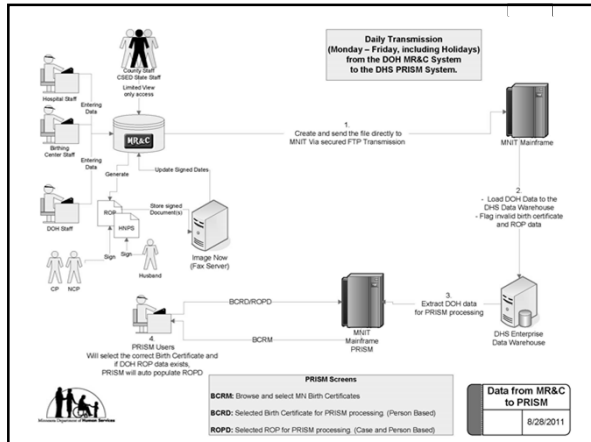 Daily Transmission
(Monday – Friday, including Holidays)
from the DOH MR&C System
to the DHS PRISM System.
County Staff
CSED State Staff
Limited View
only access
Hospital Staff
Entering
Data
Birthing
Center Staff
Entering
Data
DOH Staff
MR&C
1.
Create and send the file directly to
MNIT Via secured FTP Transmission
MNIT Mainframe
Generate
Update Signed Dates
Store signed
Document(s)
ROP
HNPS
Sign
Sign
CP
NCP
Husband
Image Now
(Fax Server)
2.
- Load DOH Data to the
DHS Data Warehouse
- Flag invalid birth certificate
and ROP data
DHS Enterprise
Data Warehouse
3.
Extract DOH data
for PRISM processing
MNIT
Mainframe
PRISM
BCRD/ROPD
BCRM
4.
PRISM Users
Will select the correct Birth Certificate and
if DOH ROP data exists,
PRISM will auto populate ROPD
PRISM Screens
BCRM: Browse and select MN Birth Certificates
BCRD: Selected Birth Certificate for PRISM processing. (Person Based)
ROPD: Selected ROP for PRISM processing. (Case and Person Based)
Minnesota Department of Human Services
Data from MR&C
to PRISM
8/28/2011